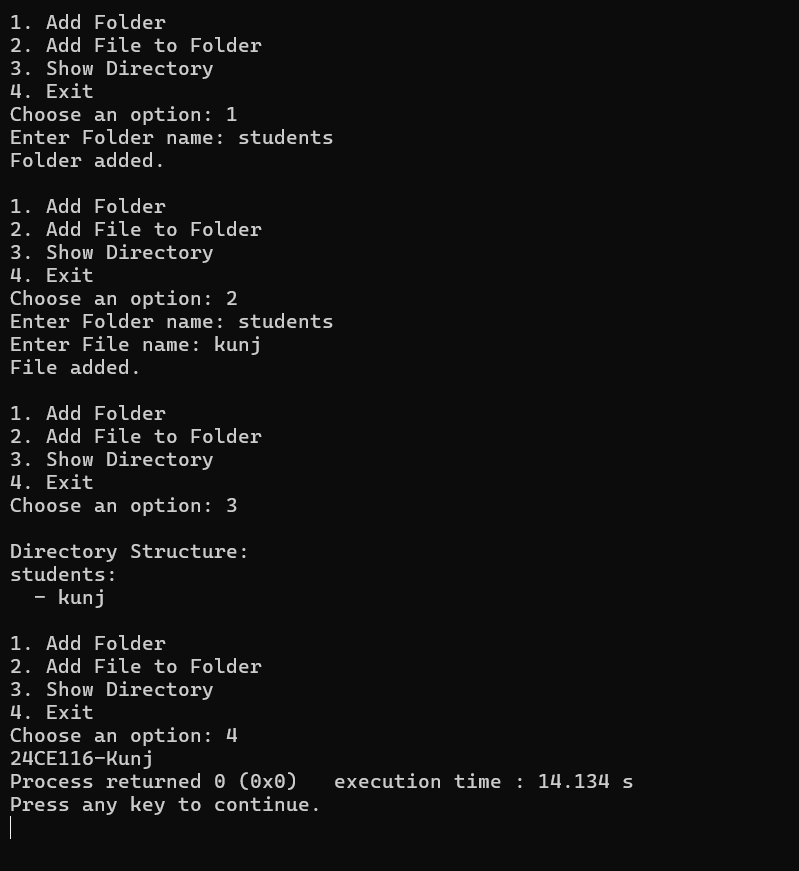 1. Add Folder
2. Add File to Folder
3. Show Directory
4. Exit
Choose an option: 1
Enter Folder name: students
Folder added.

1. Add Folder
2. Add File to Folder
3. Show Directory
4. Exit
Choose an option: 2
Enter Folder name: students
Enter File name: kunj
File added.

1. Add Folder
2. Add File to Folder
3. Show Directory
4. Exit
Choose an option: 3

Directory Structure:
students:
  - kunj

1. Add Folder
2. Add File to Folder
3. Show Directory
4. Exit
Choose an option: 4
24CE116-Kunj
Process returned 0 (0x0)   execution time : 14.134 s
Press any key to continue.